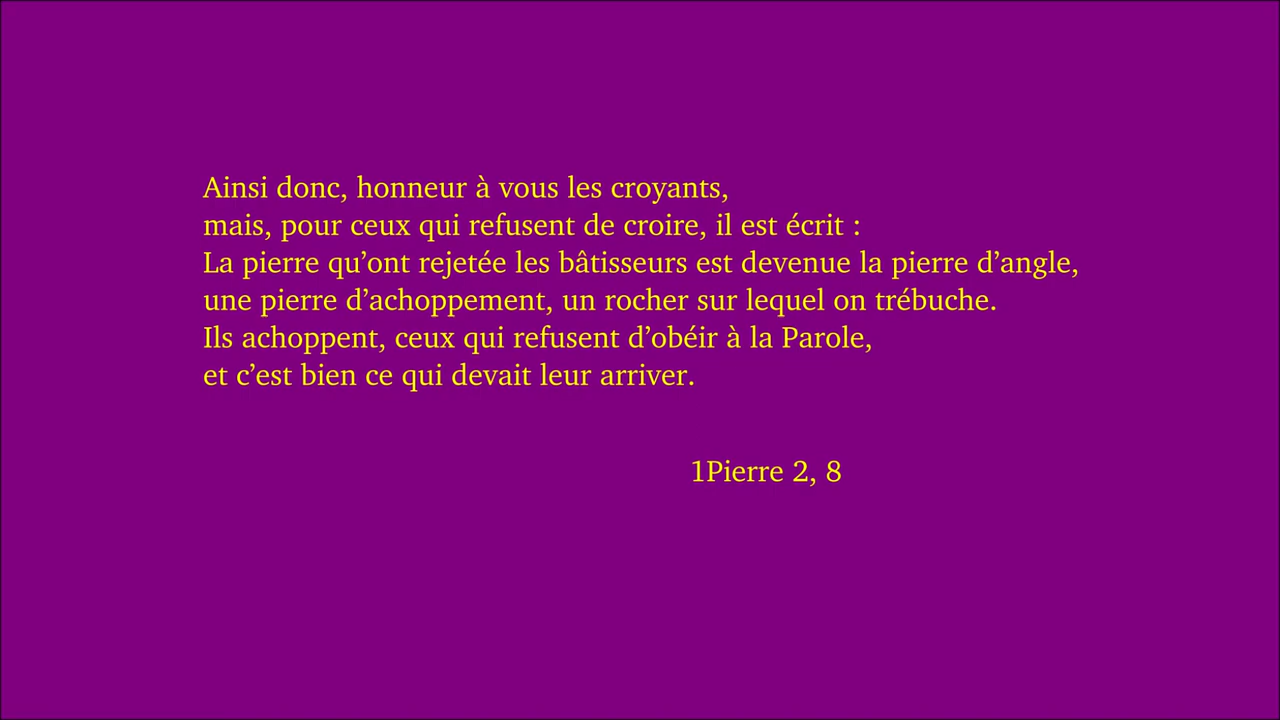 Ainsi donc, honneur à vous les croyants,
mais, pour ceux qui refusent de croire, il est écrit :
La pierre qu’ont rejetée les bâtisseurs est devenue la pierre d’angle,
une pierre d’achoppement, un rocher sur lequel on trébuche.
Ils achoppent, ceux qui refusent d’obéir à la Parole,
et c’est bien ce qui devait leur arriver.
1Pierre 2, 8